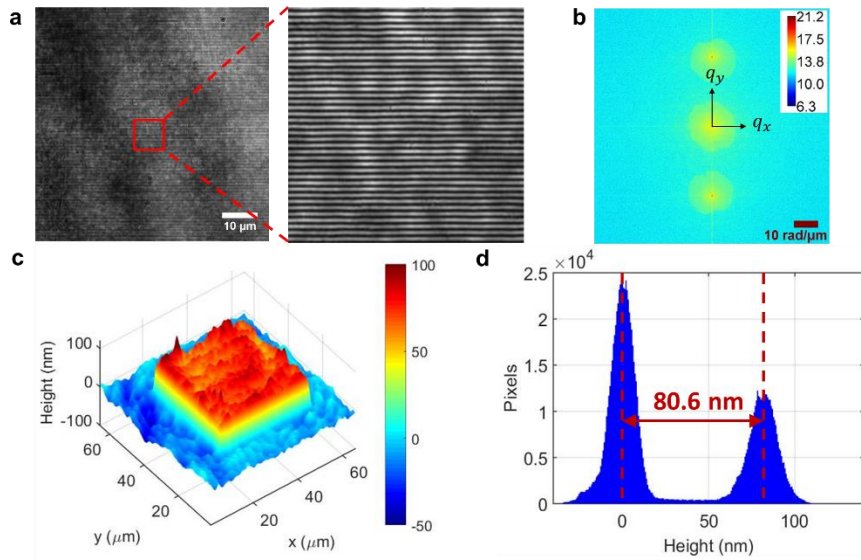 a
10 μm
b
21.2
17.5
13.8
10.0
6.3
q_y
q_x
10 rad/μm
c
100
50
0
-50
Height (nm)
100
0
-100
y (μm)
60
40
20
x (μm)
20
40
60
d
×10⁴
Pixels
2.5
2
1.5
1
0.5
0
80.6 nm
0
50
100
Height (nm)